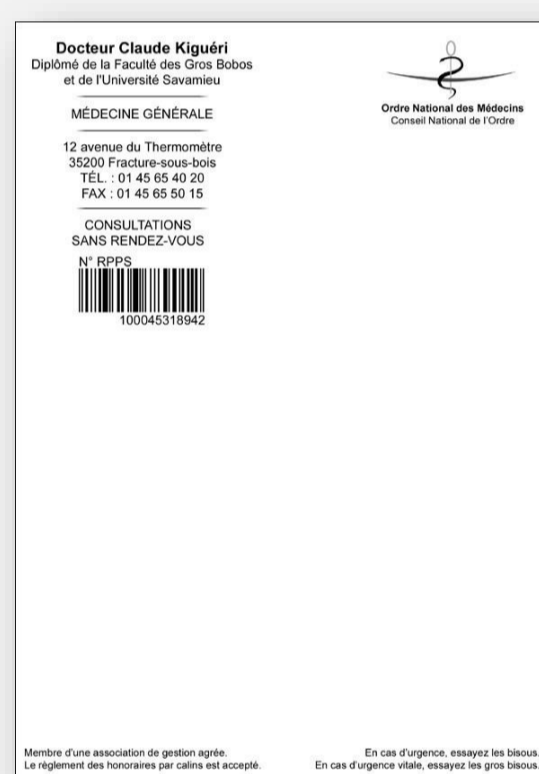 Docteur Claude Kiguéri
Diplômé de la Faculté des Gros Bobos
et de l'Université Savamieu
MÉDECINE GÉNÉRALE
12 avenue du Thermomètre
35200 Fracture-sous-bois
TÉL. : 01 45 65 40 20
FAX : 01 45 65 50 15
CONSULTATIONS
SANS RENDEZ-VOUS
N° RPPS
100045318942
Ordre National des Médecins
Conseil National de l'Ordre
Membre d'une association de gestion agrée.
Le règlement des honoraires par calins est accepté.
En cas d'urgence, essayez les bisous.
En cas d'urgence vitale, essayez les gros bisous.